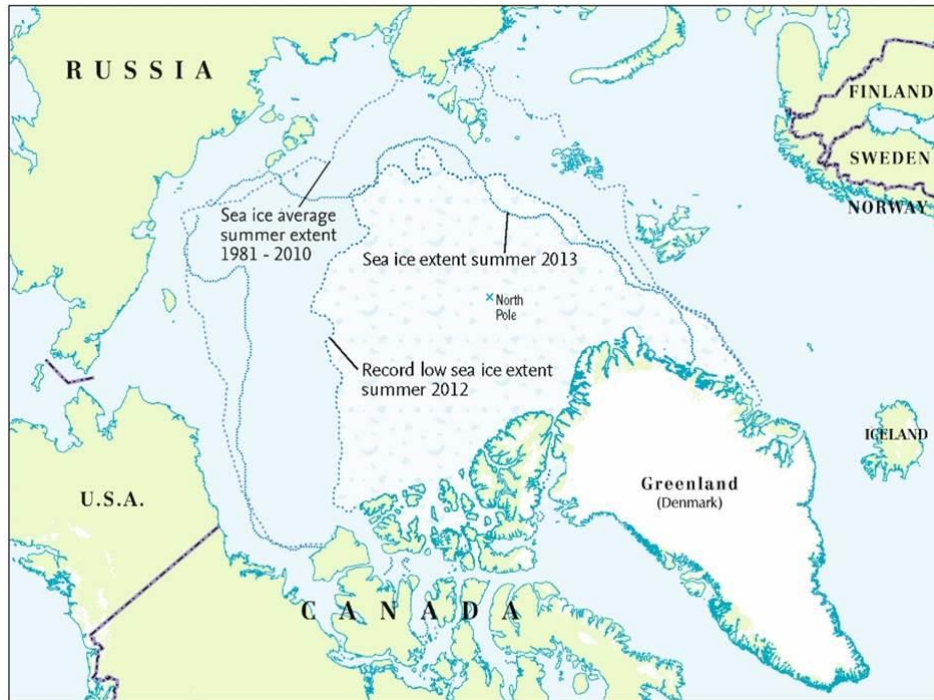 RUSSIA
FINLAND
SWEDEN
NORWAY
Sea ice average
summer extent
1981 - 2010
Sea ice extent summer 2013
×North
Pole
Record low sea ice extent
summer 2012
ICELAND
U.S.A.
Greenland
(Denmark)
CANADA